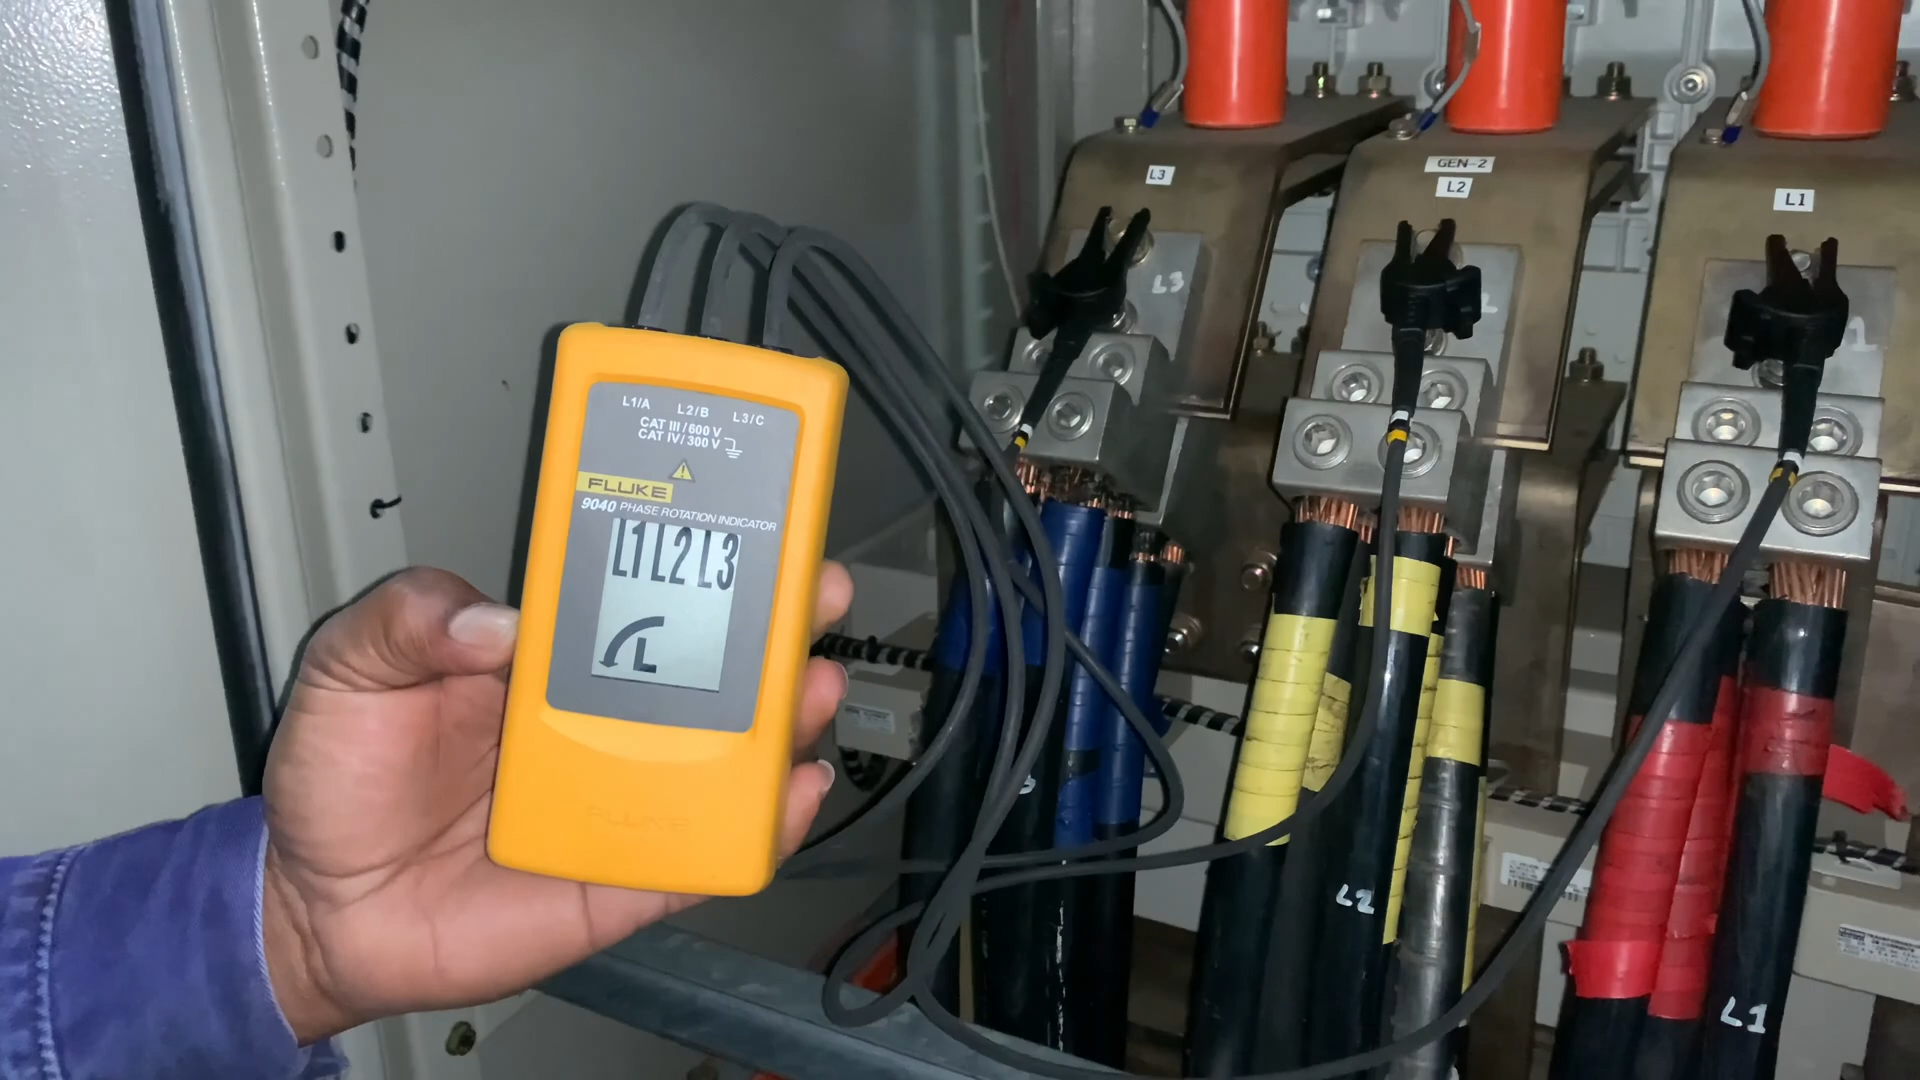 L1/A L2/B L3/C
CAT III/600 V
CAT IV/300 V
FLUKE
9040 PHASE ROTATION INDICATOR
L1 L2 L3
L
FLUKE
L3
GEN-2
L2
L1
L3
L2
L1